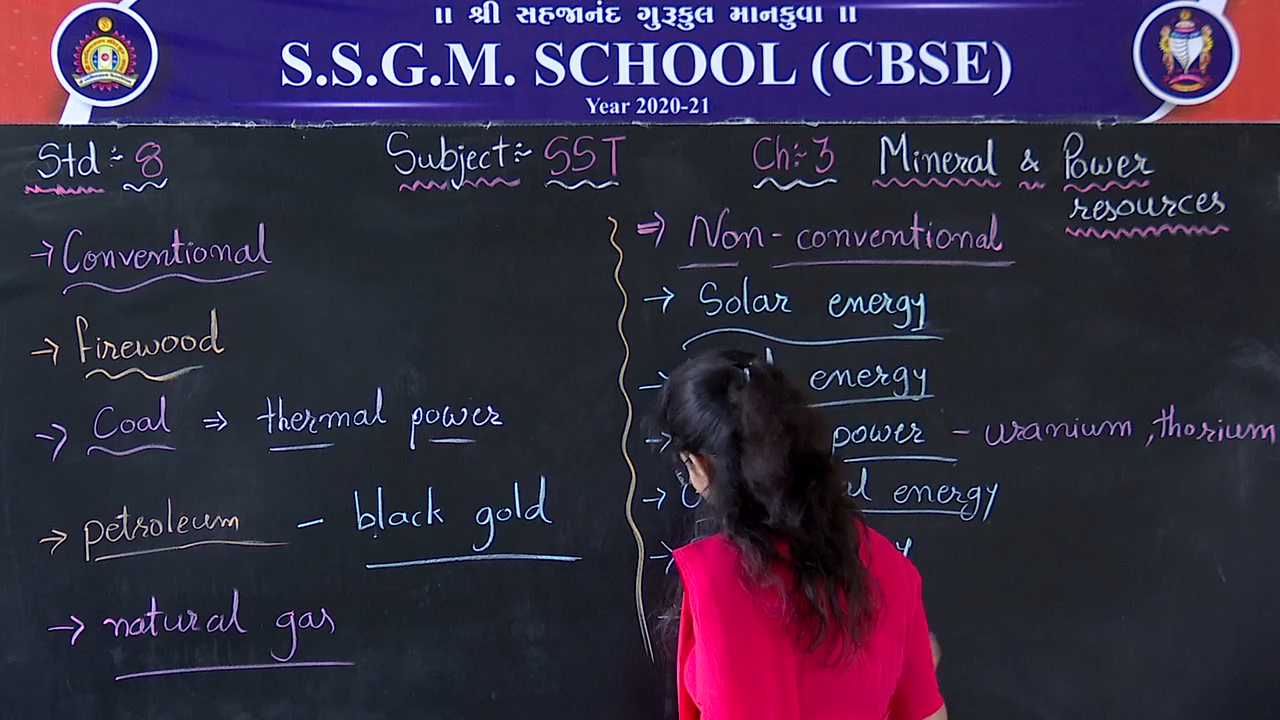 ॥ શ્રી સહજાનંદ ગુરૂકુલ માનકુવા ॥
S.S.G.M. SCHOOL (CBSE)
Year 2020-21
Std :- 8 Subject :- SST Ch :- 3 Mineral & Power
resources
→ Conventional
→ firewood
→ Coal ⇒ thermal power
→ petroleum - black gold
→ natural gas
⇒ Non-conventional
→ Solar energy
→ energy
→ power - uranium, thorium
→ energy
→